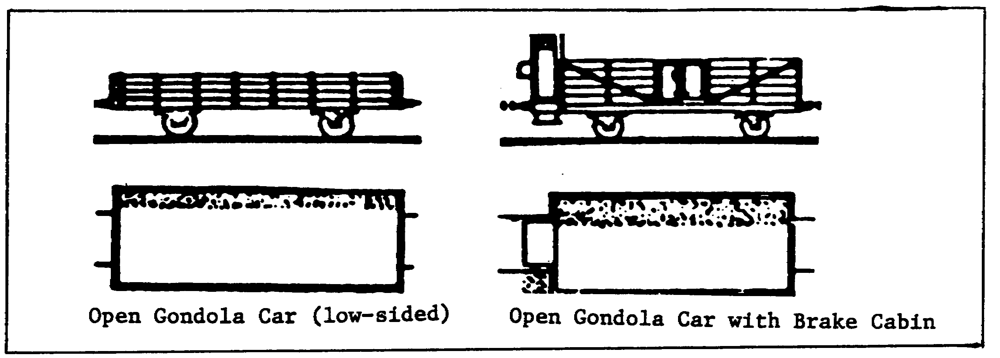 Open Gondola Car (low-sided)
Open Gondola Car with Brake Cabin